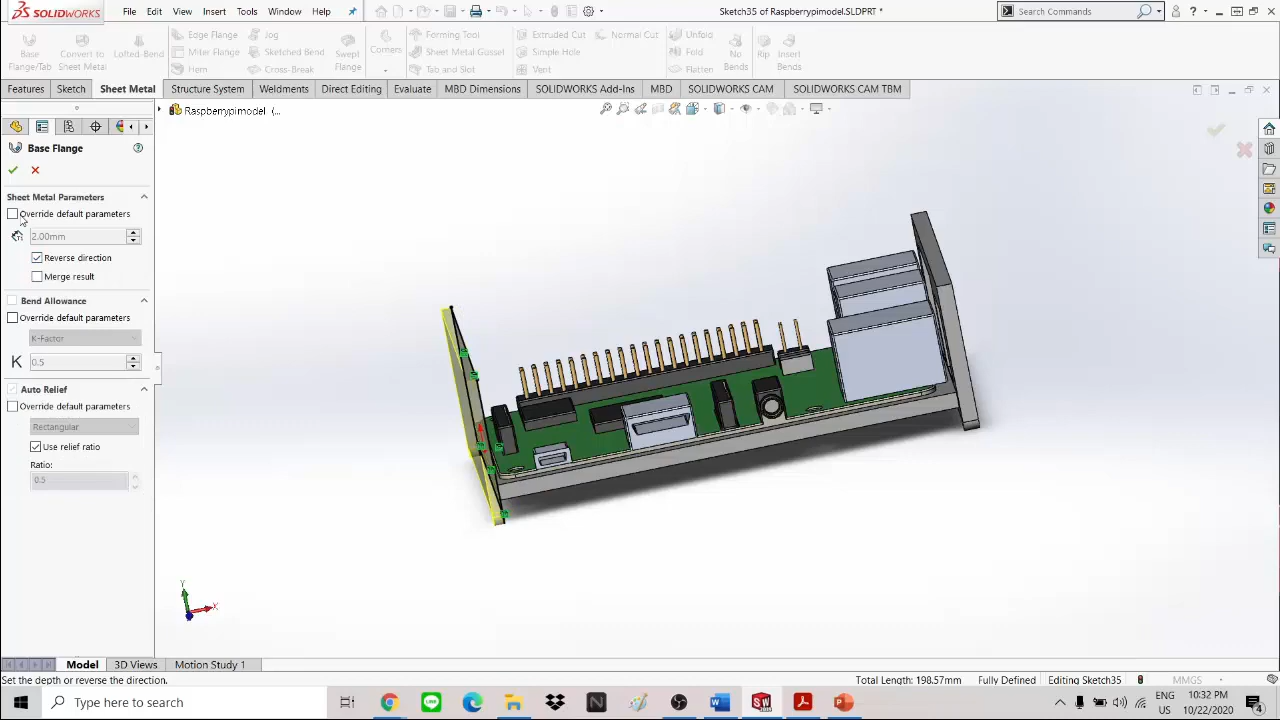 SOLIDWORKS File Edit View Insert Tools Window Help Sketch35 of Raspberrypimodel.SLDPRT * Search Commands
Base Flange/Tab Convert to Sheet Metal Lofted-Bend Edge Flange Miter Flange Hem Jog Sketched Bend Cross-Break Swept Flange Corners Forming Tool Sheet Metal Gusset Tab and Slot Extruded Cut Simple Hole Vent Normal Cut Unfold Fold Flatten No Bends Rip Insert Bends
Features Sketch Sheet Metal Structure System Weldments Direct Editing Evaluate MBD Dimensions SOLIDWORKS Add-Ins MBD SOLIDWORKS CAM SOLIDWORKS CAM TBM
Raspberrypimodel (...
Base Flange
Sheet Metal Parameters
Override default parameters
2.00mm
Reverse direction
Merge result
Bend Allowance
Override default parameters
K-Factor
K 0.5
Auto Relief
Override default parameters
Rectangular
Use relief ratio
Ratio:
0.5
Y
X
Model 3D Views Motion Study 1
Set the depth or reverse the direction. Total Length: 198.57mm Fully Defined Editing Sketch35 MMGS
Type here to search ENG 10:32 PM
US 10/22/2020 4